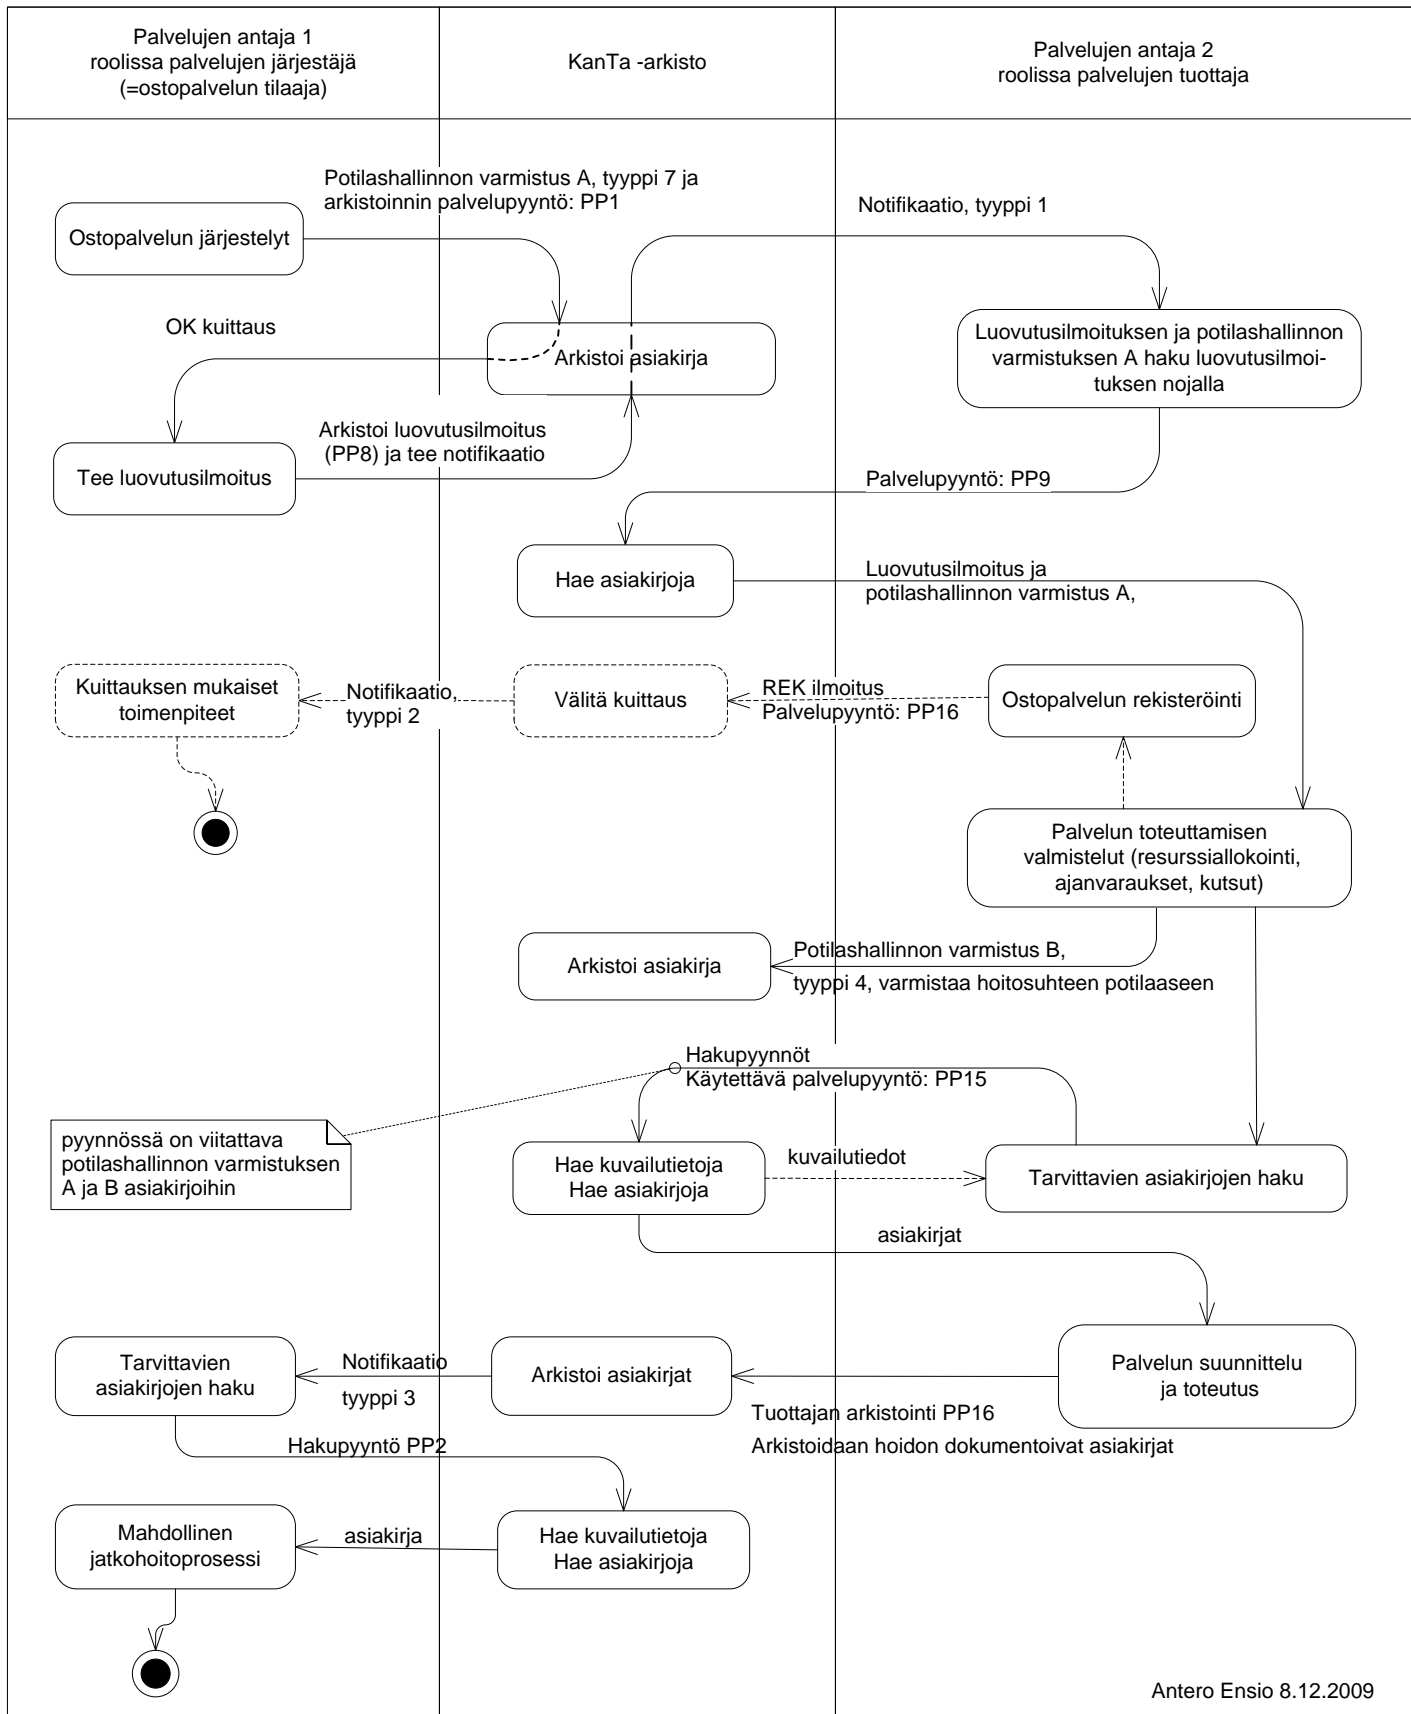 Palvelujen antaja 1
roolissa palvelujen järjestäjä
(=ostopalvelun tilaaja)
KanTa -arkisto
Palvelujen antaja 2
roolissa palvelujen tuottaja
Potilashallinnon varmistus A, tyyppi 7 ja
arkistoinnin palvelupyyntö: PP1
Notifikaatio, tyyppi 1
Ostopalvelun järjestelyt
OK kuittaus
Arkistoi asiakirja
Luovutusilmoituksen ja potilashallinnon
varmistuksen A haku luovutusilmoi-
tuksen nojalla
Arkistoi luovutusilmoitus
(PP8) ja tee notifikaatio
Tee luovutusilmoitus
Palvelupyyntö: PP9
Hae asiakirjoja
Luovutusilmoitus ja
potilashallinnon varmistus A,
Kuittauksen mukaiset
toimenpiteet
Notifikaatio,
tyyppi 2
Välitä kuittaus
REK ilmoitus
Palvelupyyntö: PP16
Ostopalvelun rekisteröinti
Palvelun toteuttamisen
valmistelut (resurssiallokointi,
ajanvaraukset, kutsut)
Arkistoi asiakirja
Potilashallinnon varmistus B,
tyyppi 4, varmistaa hoitosuhteen potilaaseen
Hakupyynnöt
Käytettävä palvelupyyntö: PP15
pyynnössä on viitattava
potilashallinnon varmistuksen
A ja B asiakirjoihin
Hae kuvailutietoja
Hae asiakirjoja
kuvailutiedot
Tarvittavien asiakirjojen haku
asiakirjat
Tarvittavien
asiakirjojen haku
Notifikaatio
tyyppi 3
Arkistoi asiakirjat
Palvelun suunnittelu
ja toteutus
Tuottajan arkistointi PP16
Arkistoidaan hoidon dokumentoivat asiakirjat
Hakupyyntö PP2
Mahdollinen
jatkohoitoprosessi
asiakirja
Hae kuvailutietoja
Hae asiakirjoja
Antero Ensio 8.12.2009